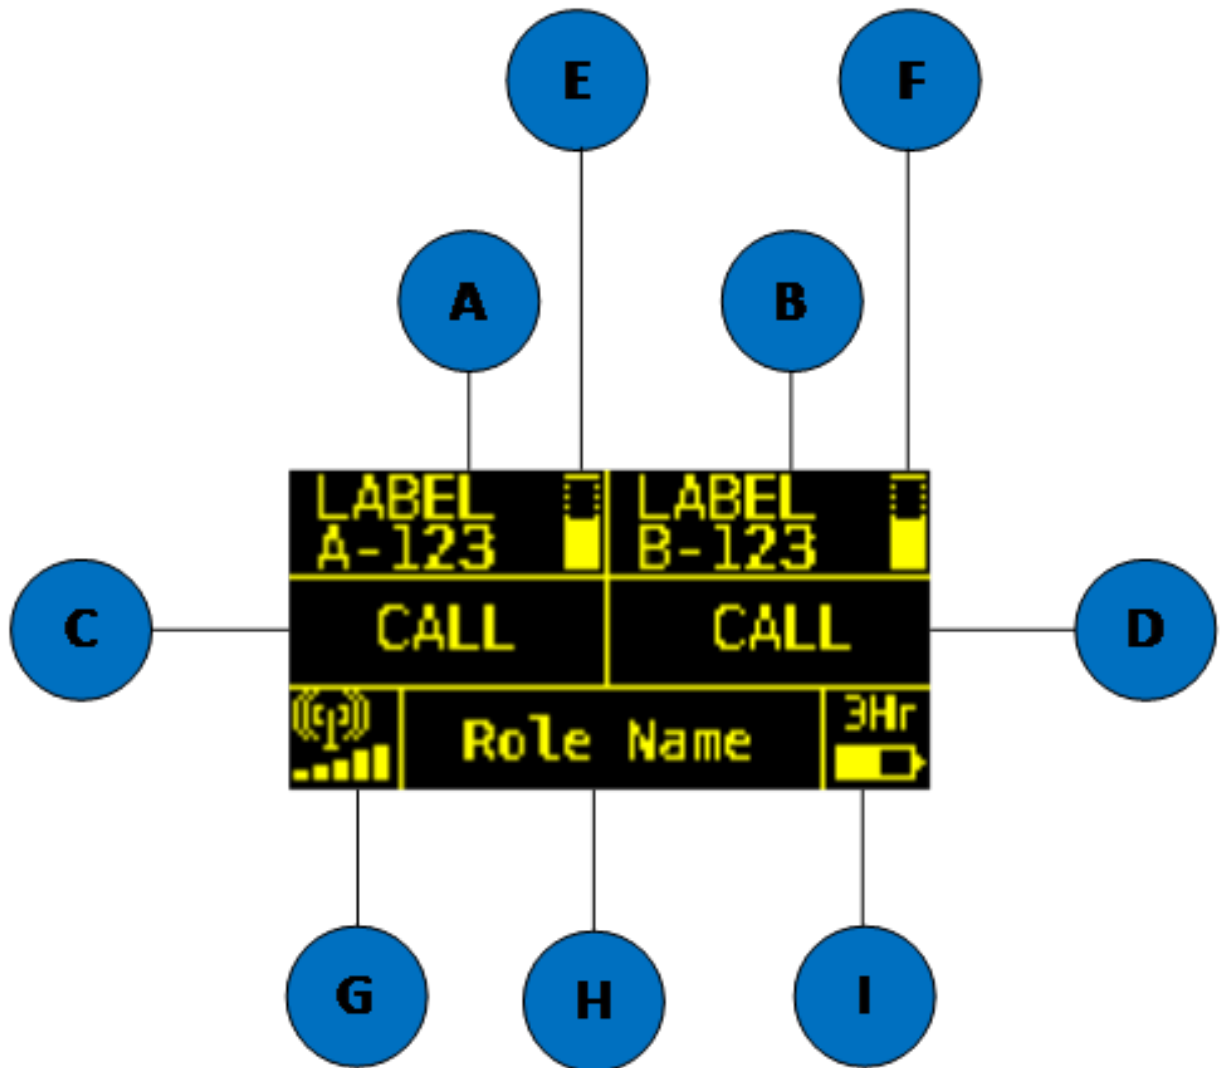 E F
A B
LABEL LABEL
A-123 B-123
C CALL CALL D
Role Name 3Hr
G H I